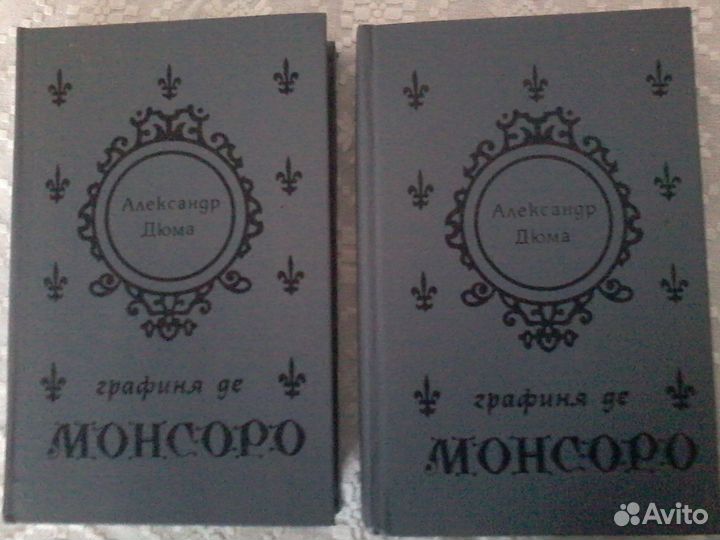 Александр
Дюма
графиня де
МОНСОРО
Александр
Дюма
графиня де
МОНСОРО
Avito